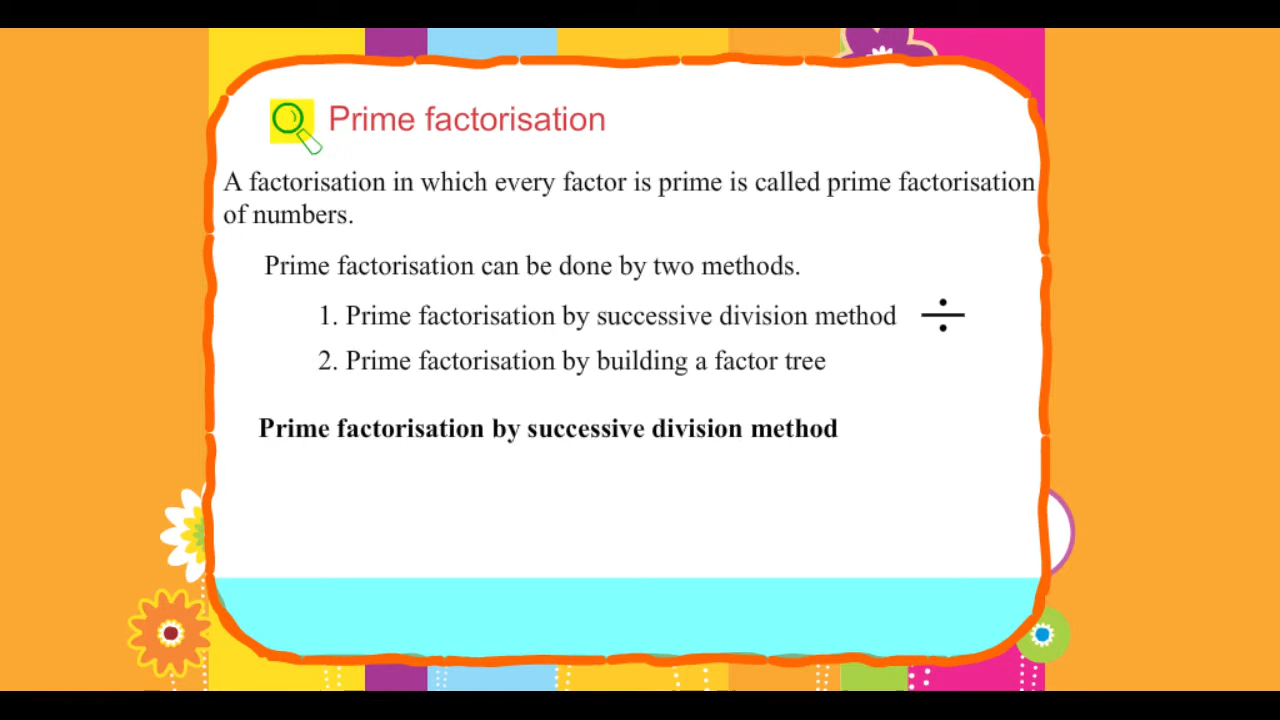 Prime factorisation
A factorisation in which every factor is prime is called prime factorisation
of numbers.
Prime factorisation can be done by two methods.
1. Prime factorisation by successive division method ÷
2. Prime factorisation by building a factor tree
Prime factorisation by successive division method